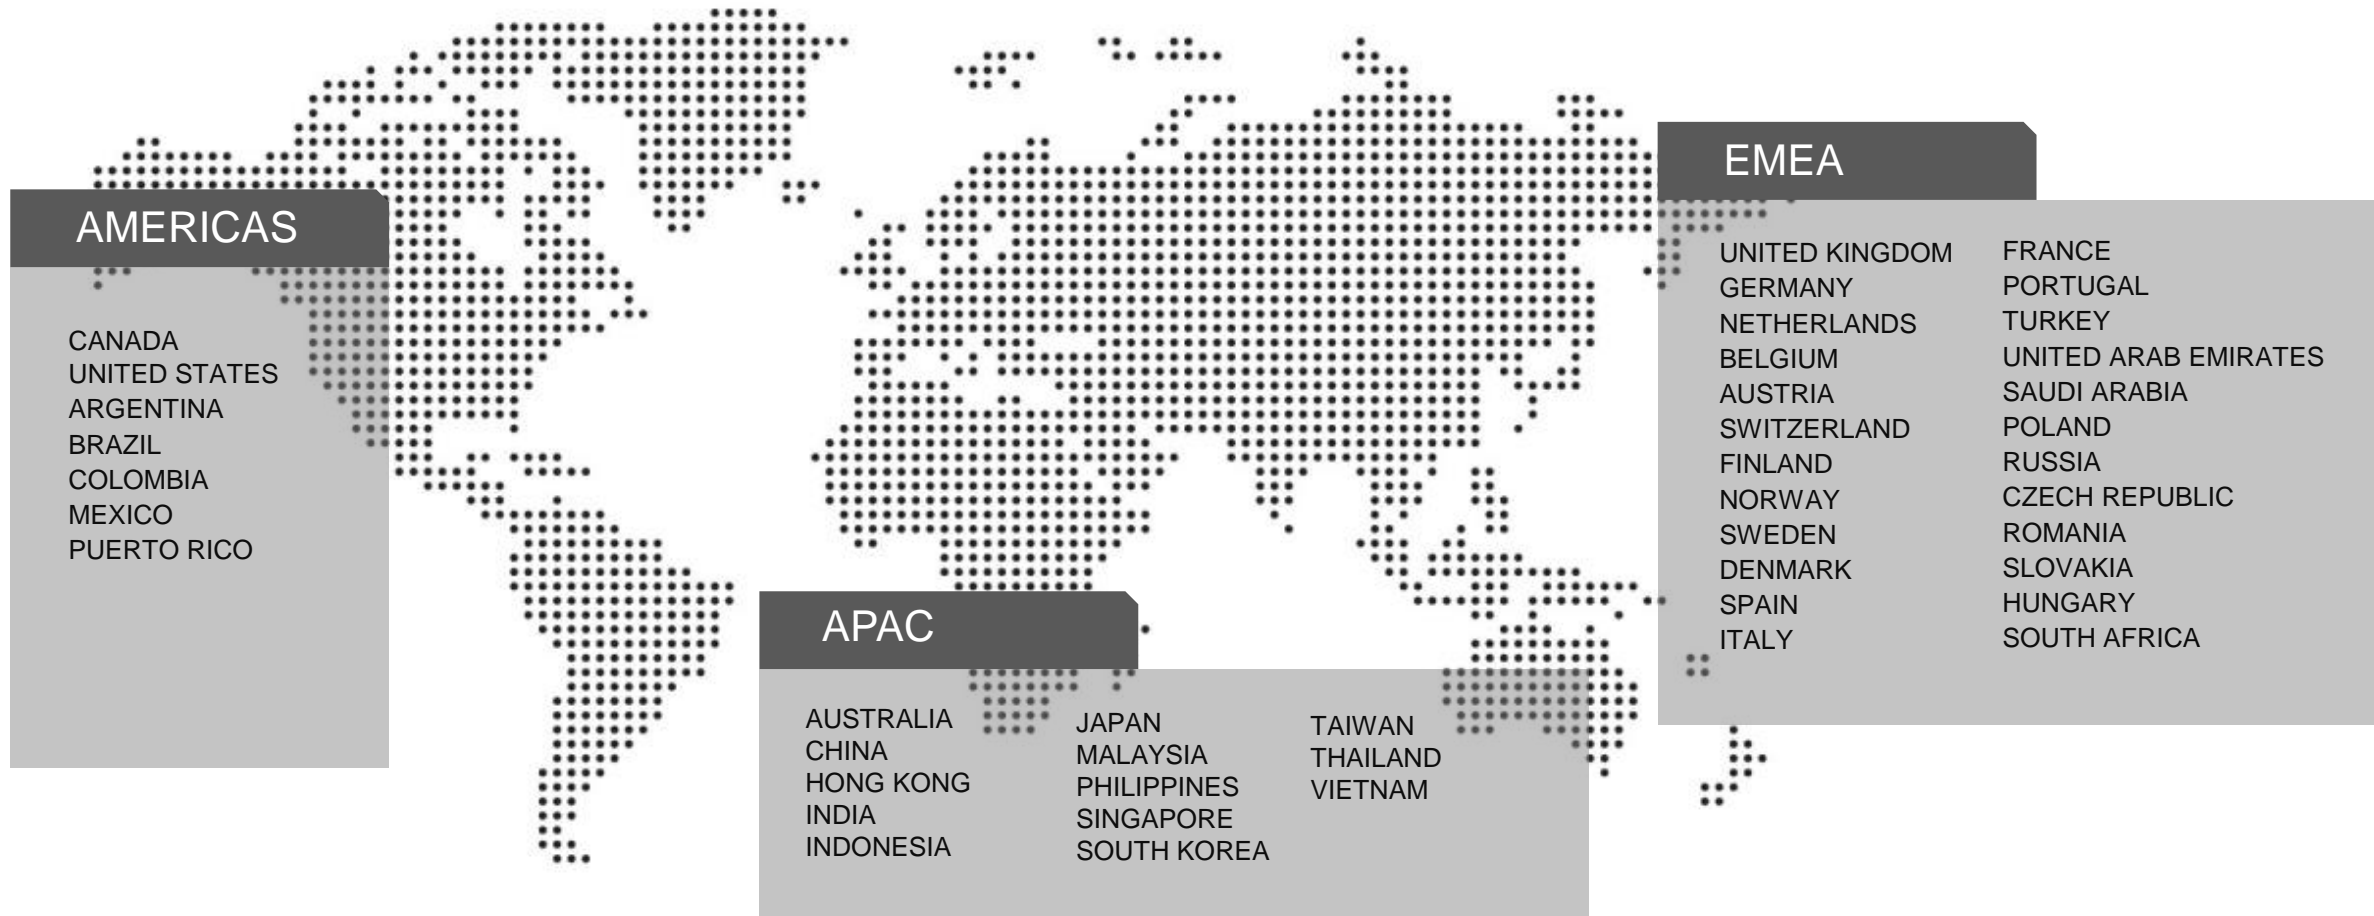 AMERICAS
CANADA
UNITED STATES
ARGENTINA
BRAZIL
COLOMBIA
MEXICO
PUERTO RICO
APAC
AUSTRALIA
CHINA
HONG KONG
INDIA
INDONESIA
JAPAN
MALAYSIA
PHILIPPINES
SINGAPORE
SOUTH KOREA
TAIWAN
THAILAND
VIETNAM
EMEA
UNITED KINGDOM
GERMANY
NETHERLANDS
BELGIUM
AUSTRIA
SWITZERLAND
FINLAND
NORWAY
SWEDEN
DENMARK
SPAIN
ITALY
FRANCE
PORTUGAL
TURKEY
UNITED ARAB EMIRATES
SAUDI ARABIA
POLAND
RUSSIA
CZECH REPUBLIC
ROMANIA
SLOVAKIA
HUNGARY
SOUTH AFRICA